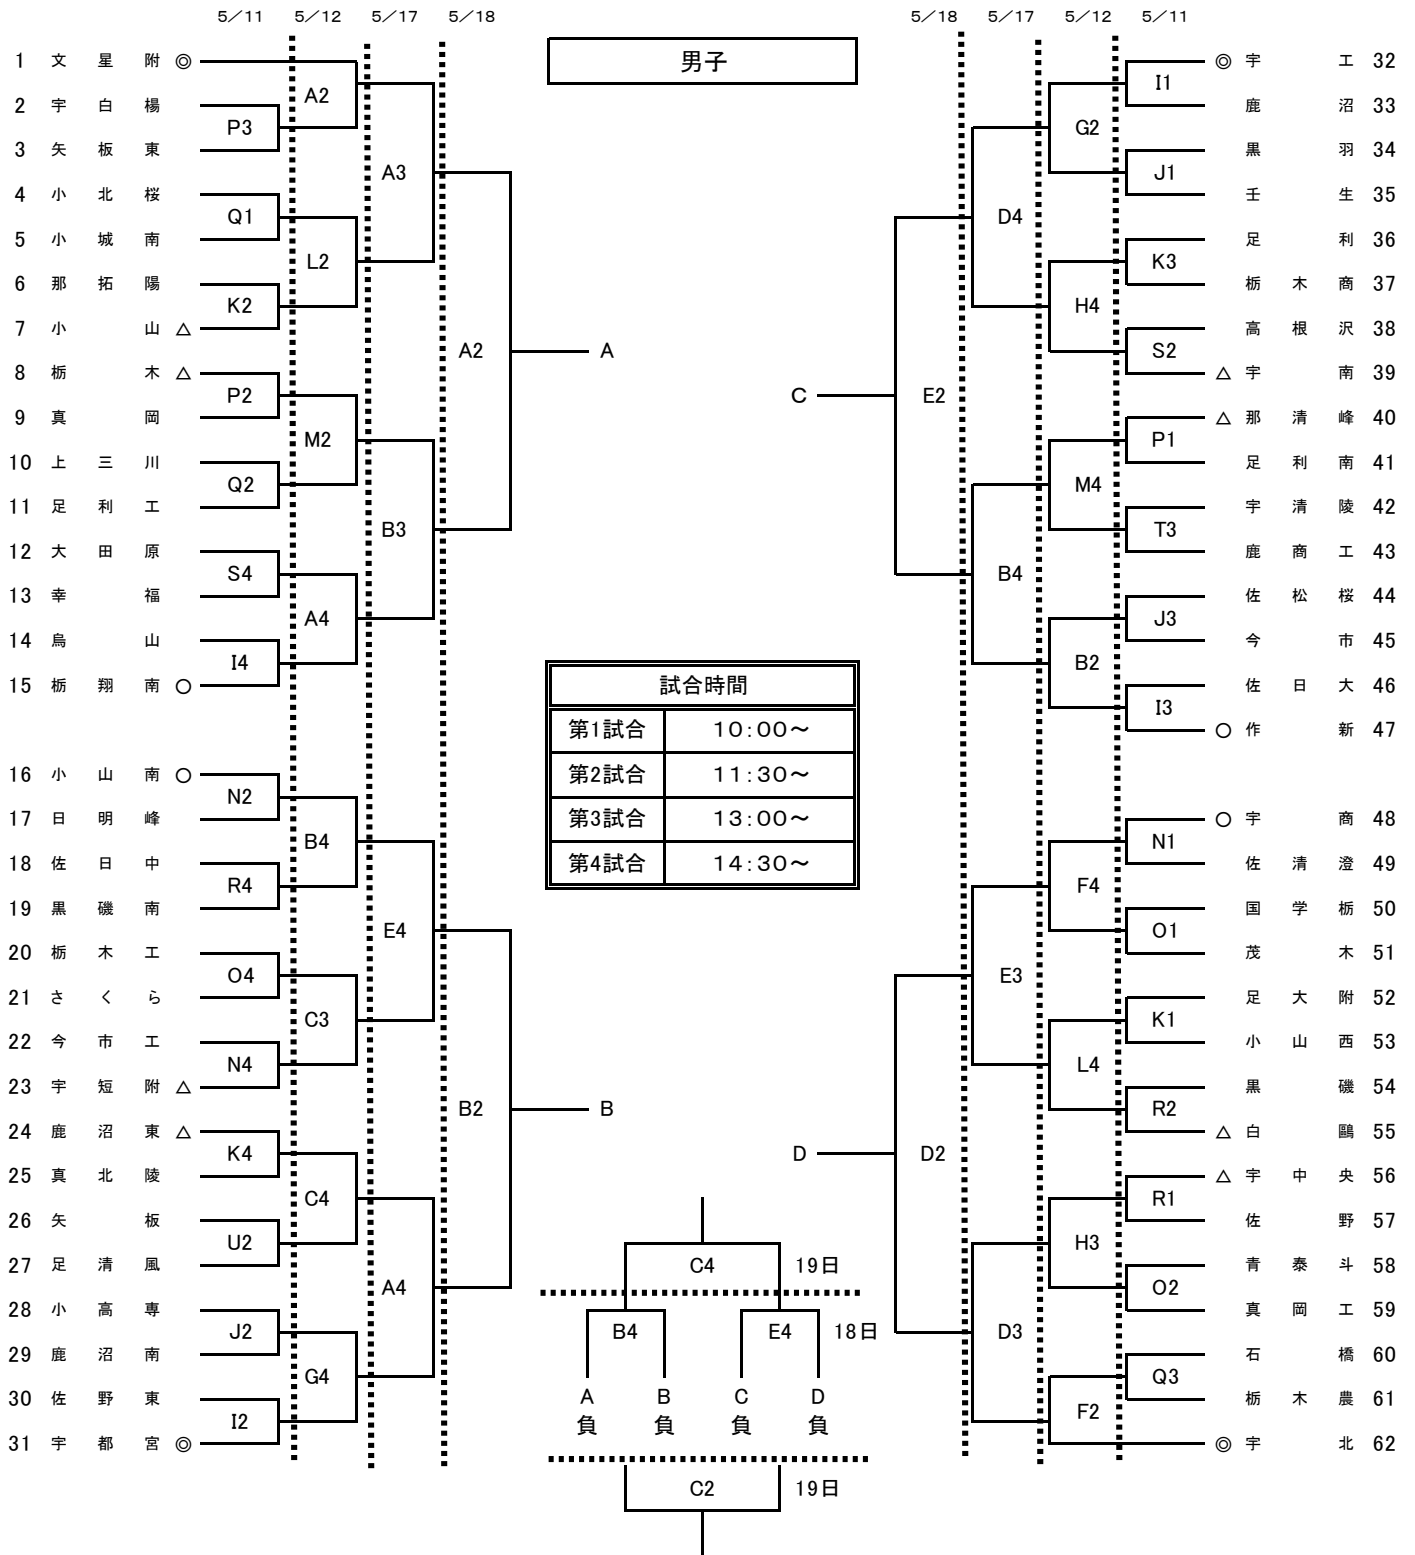 5/11 5/12 5/17 5/18
男子
5/18 5/17 5/12 5/11
1 文星附 ◎
2 宇白楊
3 矢板東
4 小北桜
5 小城南
6 那拓陽
7 小山 △
8 栃木 △
9 真岡
10 上三川
11 足利工
12 大田原
13 幸福
14 烏山
15 栃翔南 ○
16 小山南 ○
17 日明峰
18 佐日中
19 黒磯南
20 栃木工
21 さくら
22 今市工
23 宇短附 △
24 鹿沼東 △
25 真北陵
26 矢板
27 足清風
28 小高専
29 鹿沼南
30 佐野東
31 宇都宮 ◎
P3
Q1
K2
P2
Q2
S4
I4
N2
R4
O4
N4
K4
U2
J2
I2
A2
L2
M2
A4
B4
C3
C4
G4
A3
B3
E4
A4
A2
B2
A
B
試合時間
第1試合 10:00~
第2試合 11:30~
第3試合 13:00~
第4試合 14:30~
C4 19日
B4 E4 18日
A B C D
負 負 負 負
C2 19日
C
D
E2
D2
D4
B4
E3
D3
G2
H4
M4
B2
F4
L4
H3
F2
I1
J1
K3
S2
P1
T3
J3
I3
N1
O1
K1
R2
R1
O2
Q3
◎ 宇工 32
鹿沼 33
黒羽 34
壬生 35
足利 36
栃木商 37
高根沢 38
△ 宇南 39
△ 那清峰 40
足利南 41
宇清陵 42
鹿商工 43
佐松桜 44
今市 45
佐日大 46
○ 作新 47
○ 宇商 48
佐清澄 49
国学栃 50
茂木 51
足大附 52
小山西 53
黒磯 54
△ 白鷗 55
△ 宇中央 56
佐野 57
青泰斗 58
真岡工 59
石橋 60
栃木農 61
◎ 宇北 62